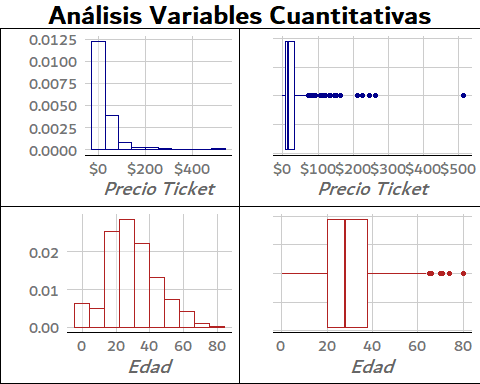 Análisis Variables Cuantitativas
0.0125
0.0100
0.0075
0.0050
0.0025
0.0000
$0 $200 $400
Precio Ticket
$0 $100 $200 $300 $400 $500
Precio Ticket
0.02
0.01
0.00
0 20 40 60 80
Edad
0 20 40 60 80
Edad